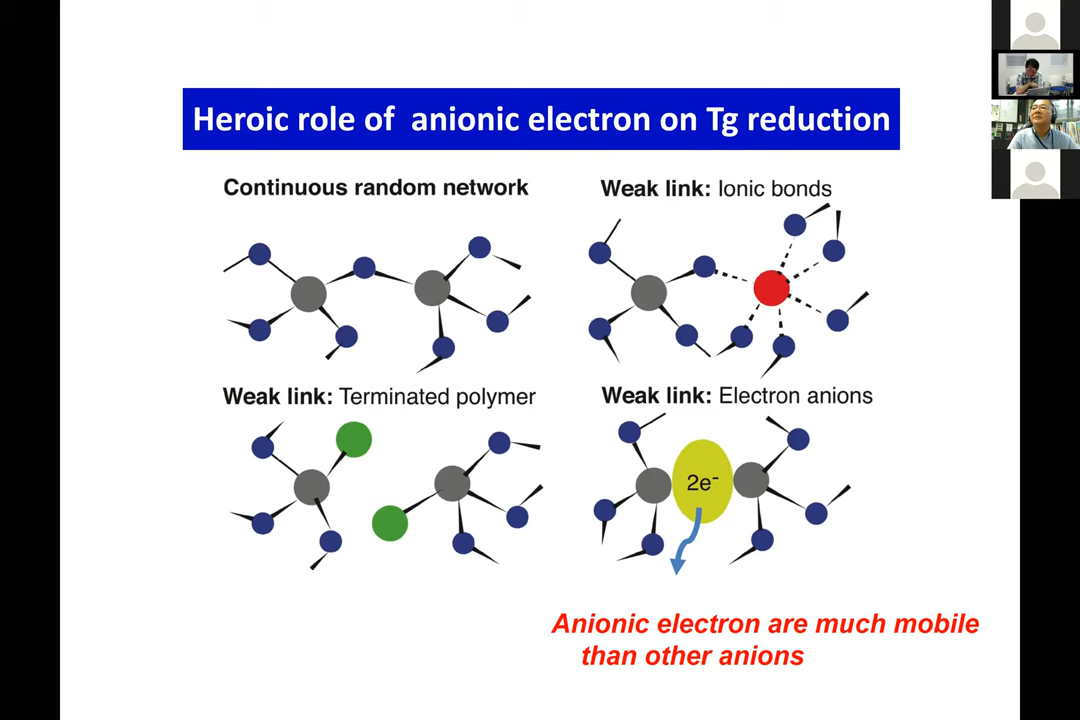 Heroic role of anionic electron on Tg reduction
Continuous random network
Weak link: Ionic bonds
Weak link: Terminated polymer
Weak link: Electron anions
2e⁻
Anionic electron are much mobile
than other anions